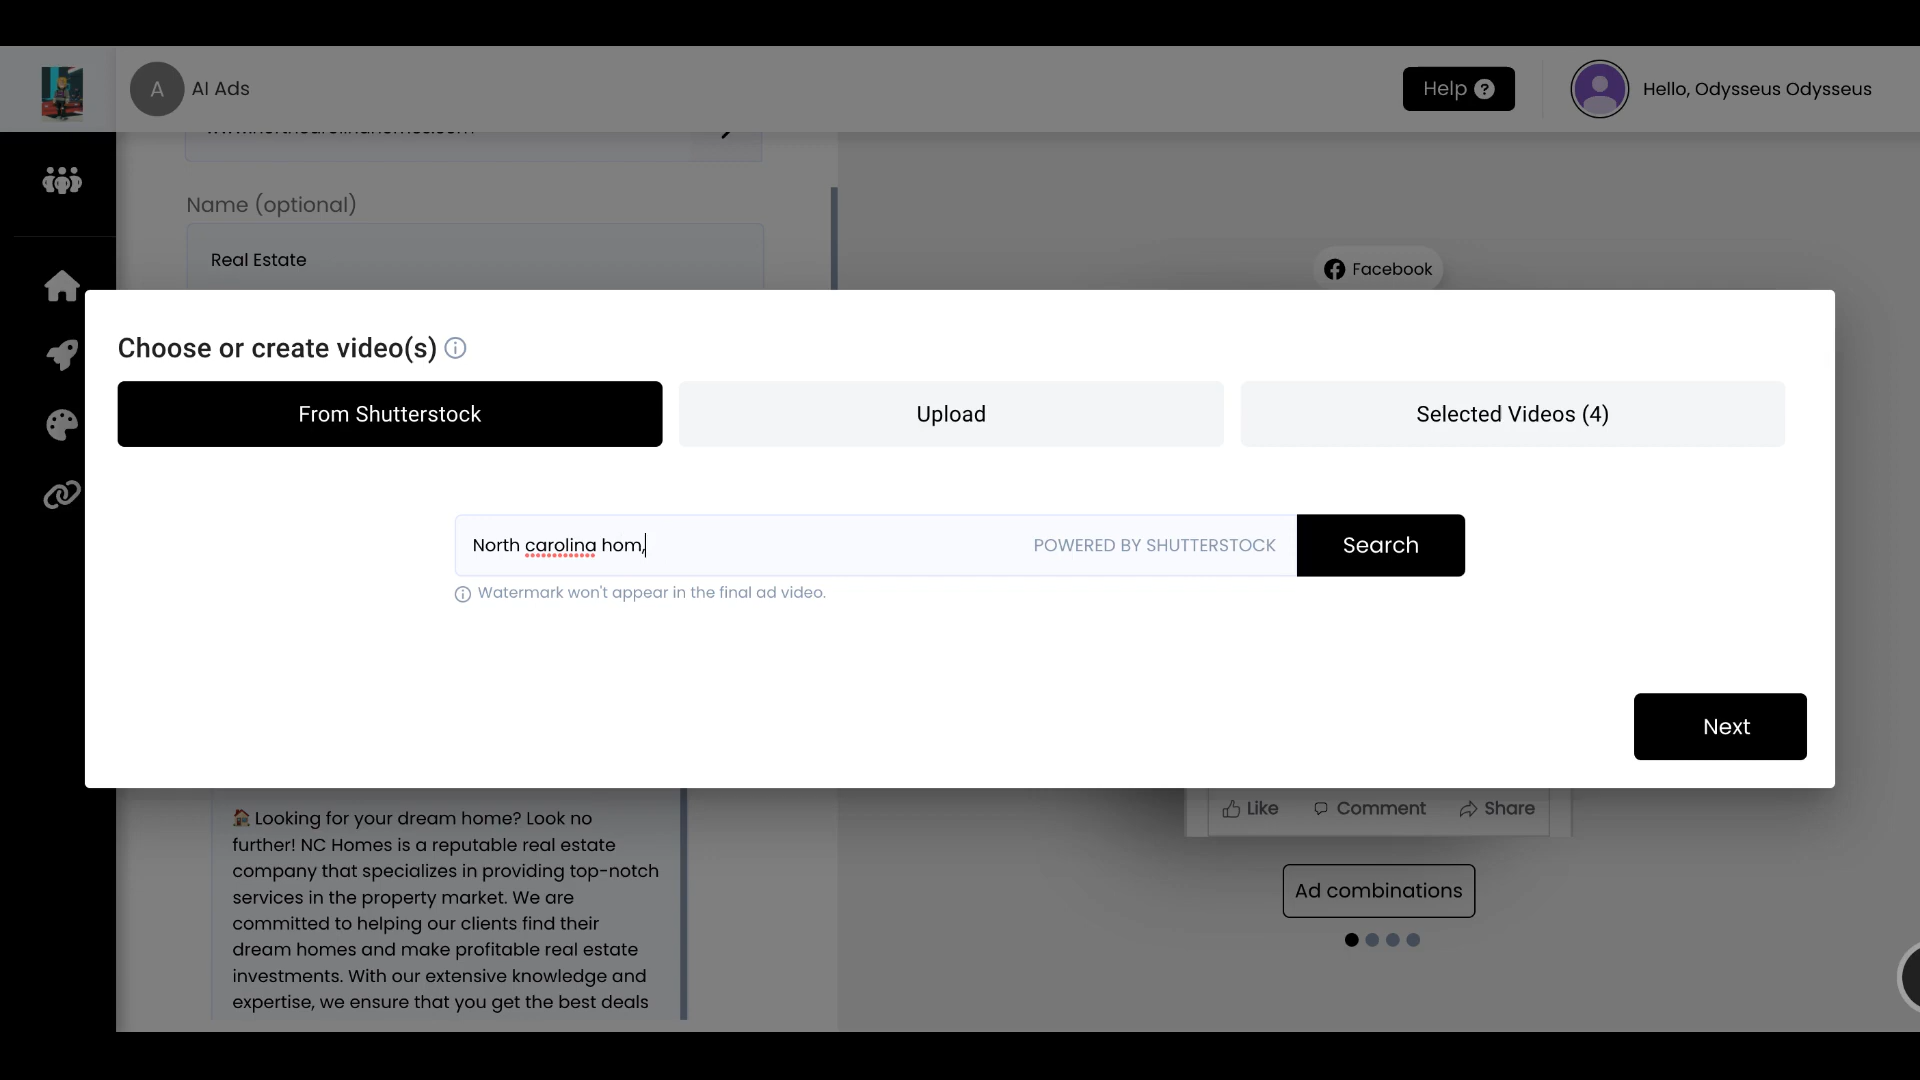 A AI Ads
Help ?
Hello, Odysseus Odysseus
Name (optional)
Real Estate
Facebook
Choose or create video(s)
From Shutterstock
Upload
Selected Videos (4)
North carolina hom,
POWERED BY SHUTTERSTOCK
Search
Watermark won't appear in the final ad video.
Next
Like
Comment
Share
🏠 Looking for your dream home? Look no
further! NC Homes is a reputable real estate
company that specializes in providing top-notch
services in the property market. We are
committed to helping our clients find their
dream homes and make profitable real estate
investments. With our extensive knowledge and
expertise, we ensure that you get the best deals
Ad combinations